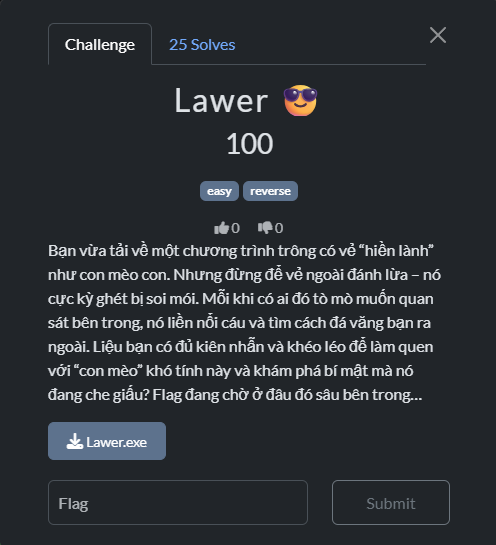 Challenge
25 Solves
Lawer 😎
100
easy
reverse
0
0
Bạn vừa tải về một chương trình trông có vẻ “hiền lành”
như con mèo con. Nhưng đừng để vẻ ngoài đánh lừa – nó
cực kỳ ghét bị soi mói. Mỗi khi có ai đó tò mò muốn quan
sát bên trong, nó liền nổi cáu và tìm cách đá văng bạn ra
ngoài. Liệu bạn có đủ kiên nhẫn và khéo léo để làm quen
với “con mèo” khó tính này và khám phá bí mật mà nó
đang che giấu? Flag đang chờ ở đâu đó sâu bên trong...
Lawer.exe
Flag
Submit